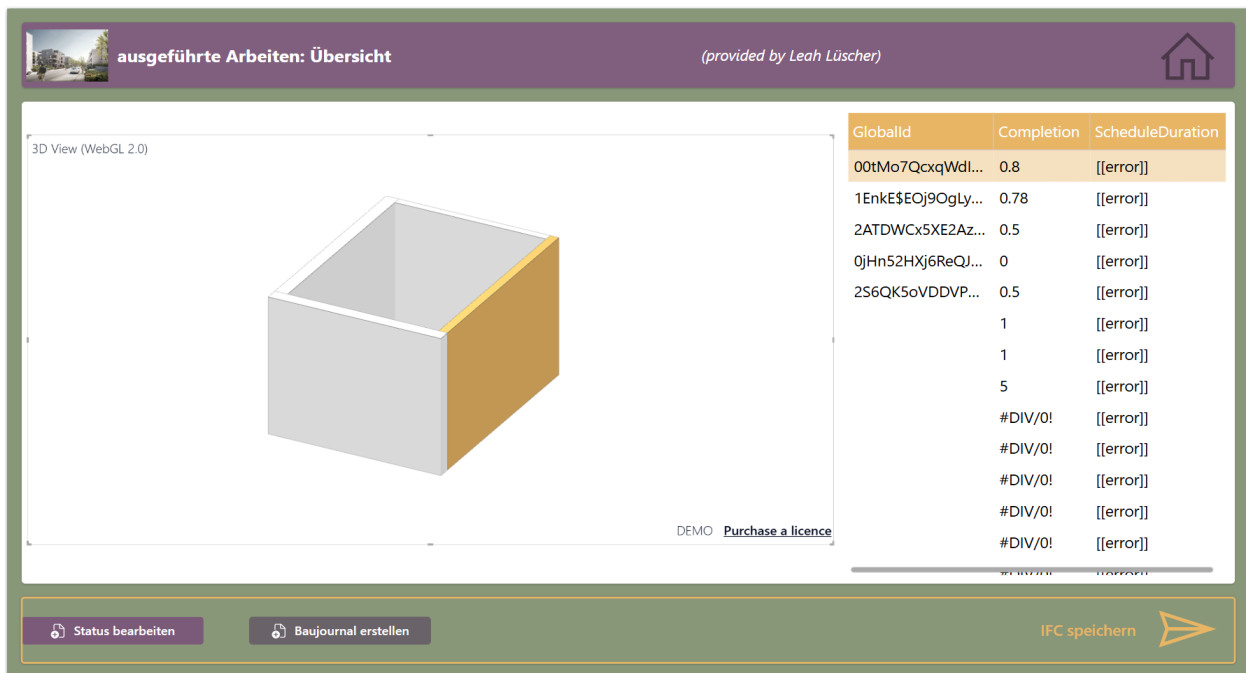 ausgeführte Arbeiten: Übersicht
(provided by Leah Lüscher)
3D View (WebGL 2.0)
DEMO Purchase a licence
GlobalId Completion ScheduleDuration
00tMo7QcxqWdI... 0.8 [[error]]
1EnkE$EOj9OgLy... 0.78 [[error]]
2ATDWCx5XE2Az... 0.5 [[error]]
0jHn52HXj6ReQJ... 0 [[error]]
2S6QK5oVDDVP... 0.5 [[error]]
1 [[error]]
1 [[error]]
5 [[error]]
#DIV/0! [[error]]
#DIV/0! [[error]]
#DIV/0! [[error]]
#DIV/0! [[error]]
#DIV/0! [[error]]
Status bearbeiten
Baujournal erstellen
IFC speichern